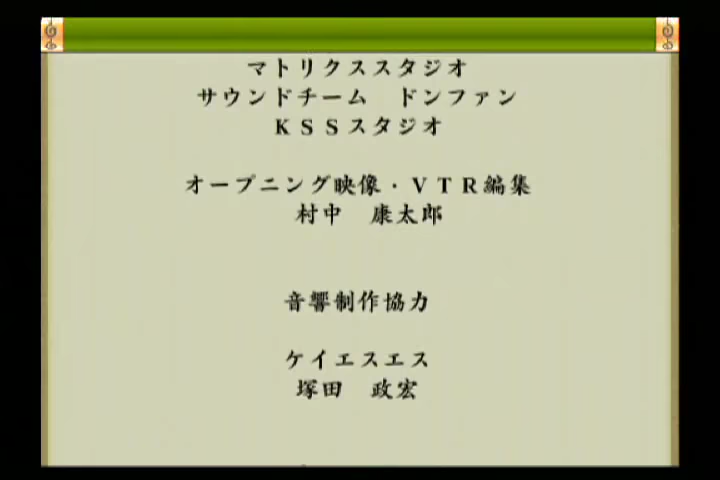 マトリクススタジオ
サウンドチーム　ドンファン
ＫＳＳスタジオ
オープニング映像・ＶＴＲ編集
村中　康太郎
音響制作協力
ケイエスエス
塚田　政宏